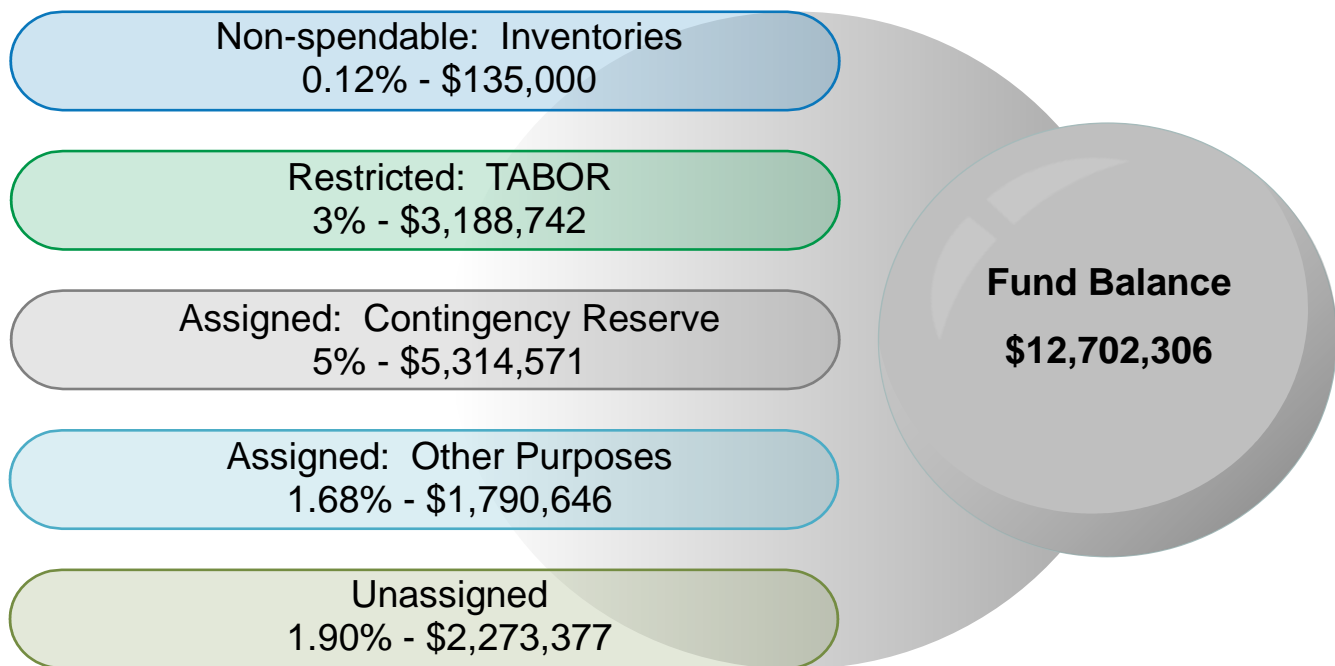 Non-spendable: Inventories
0.12% - $135,000
Restricted: TABOR
3% - $3,188,742
Assigned: Contingency Reserve
5% - $5,314,571
Assigned: Other Purposes
1.68% - $1,790,646
Unassigned
1.90% - $2,273,377
Fund Balance
$12,702,306